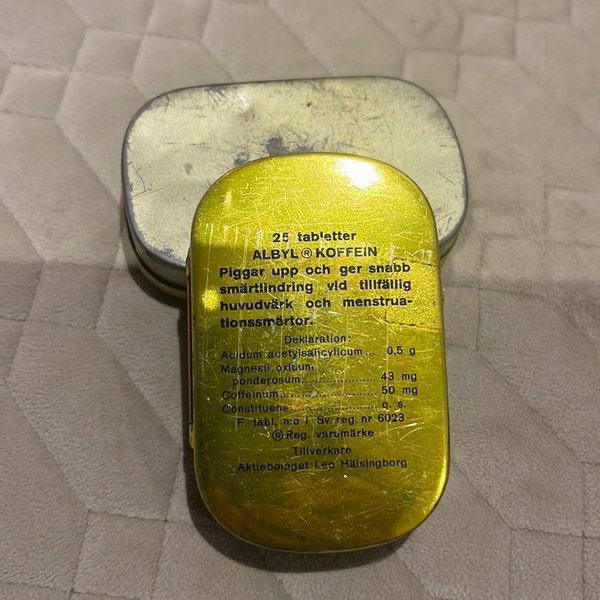 25 tabletter
ALBYL® KOFFEIN
Piggar upp och ger snabb
smärtlindring vid tillfällig
huvudvärk och menstrua-
tionssmärtor.
Deklaration:
Acidum acetylsalicylicum... 0,5 g
Magnesii oxidum
ponderosum............... 43 mg
Coffeinum.................. 50 mg
Constituens................ q. s.
F. tabl. n:o 1 Sv. reg. nr 6023
® Reg. varumärke
Tillverkare
Aktiebolaget Leo Hälsingborg